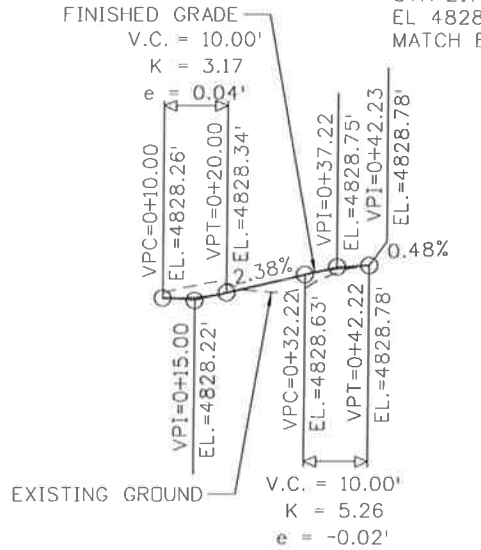 FINISHED GRADE
V.C. = 10.00'
K = 3.17
e = 0.04'
EL 4828
MATCH
VPC=0+10.00
EL.=4828.26'
VPT=0+20.00
EL.=4828.34'
VPI=0+37.22
EL.=4828.75'
VPI=0+42.23
EL.=4828.78'
2.38%
0.48%
VPI=0+15.00
EL.=4828.22'
VPC=0+32.22
EL.=4828.63'
VPT=0+42.22
EL.=4828.78'
EXISTING GROUND
V.C. = 10.00'
K = 5.26
e = -0.02'